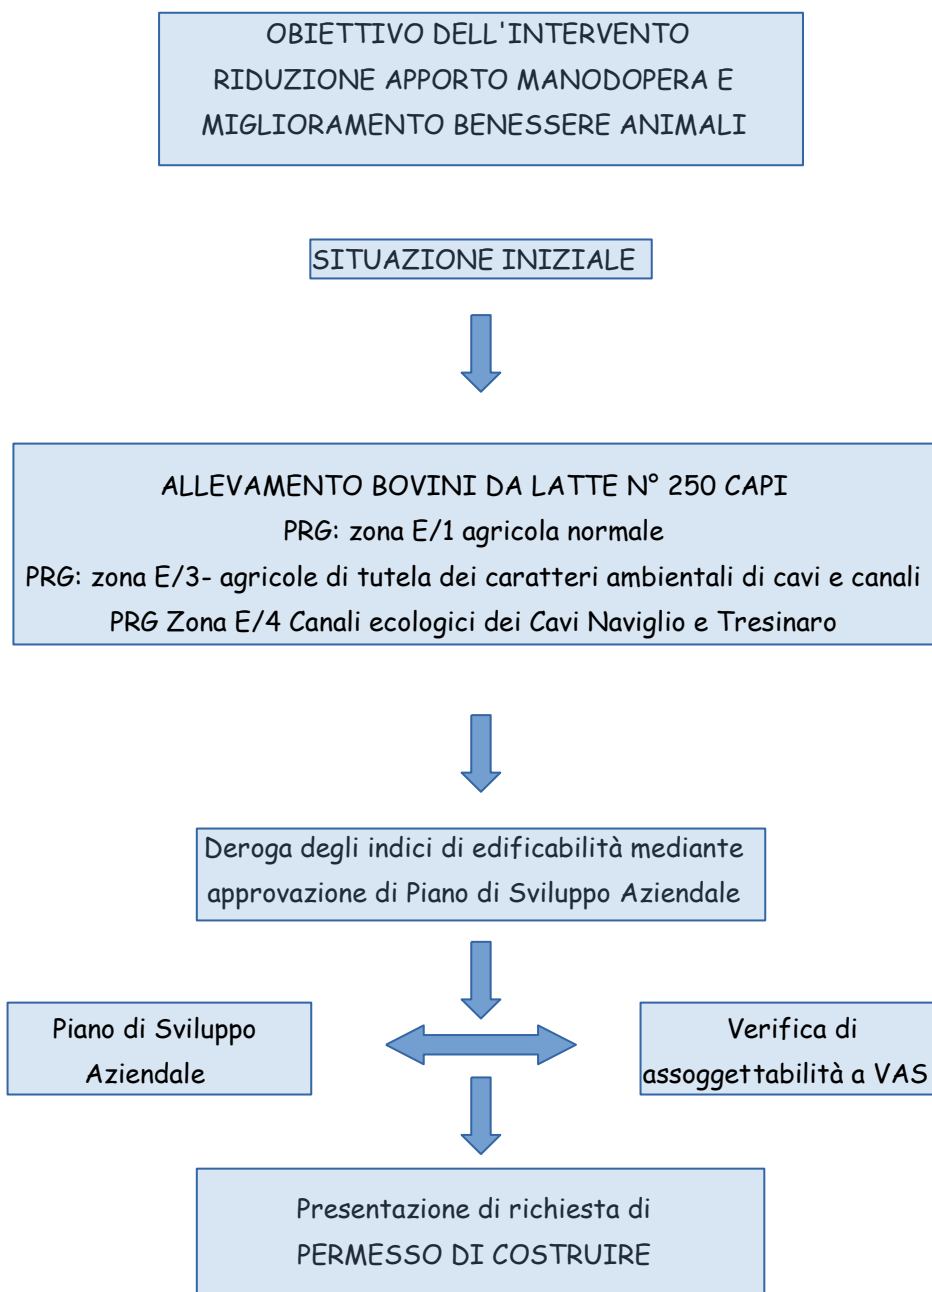 OBIETTIVO DELL'INTERVENTO
RIDUZIONE APPORTO MANODOPERA E
MIGLIORAMENTO BENESSERE ANIMALI
SITUAZIONE INIZIALE
ALLEVAMENTO BOVINI DA LATTE N° 250 CAPI
PRG: zona E/1 agricola normale
PRG: zona E/3- agricole di tutela dei caratteri ambientali di cavi e canali
PRG Zona E/4 Canali ecologici dei Cavi Naviglio e Tresinaro
Deroga degli indici di edificabilità mediante
approvazione di Piano di Sviluppo Aziendale
Piano di Sviluppo
Aziendale
Verifica di
assoggettabilità a VAS
Presentazione di richiesta di
PERMESSO DI COSTRUIRE